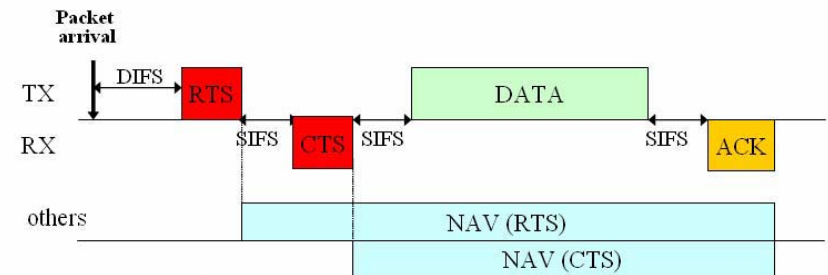 Packet
arrival
DIFS
TX
RTS
DATA
SIFS
CTS
SIFS
SIFS
RX
ACK
others
NAV (RTS)
NAV (CTS)